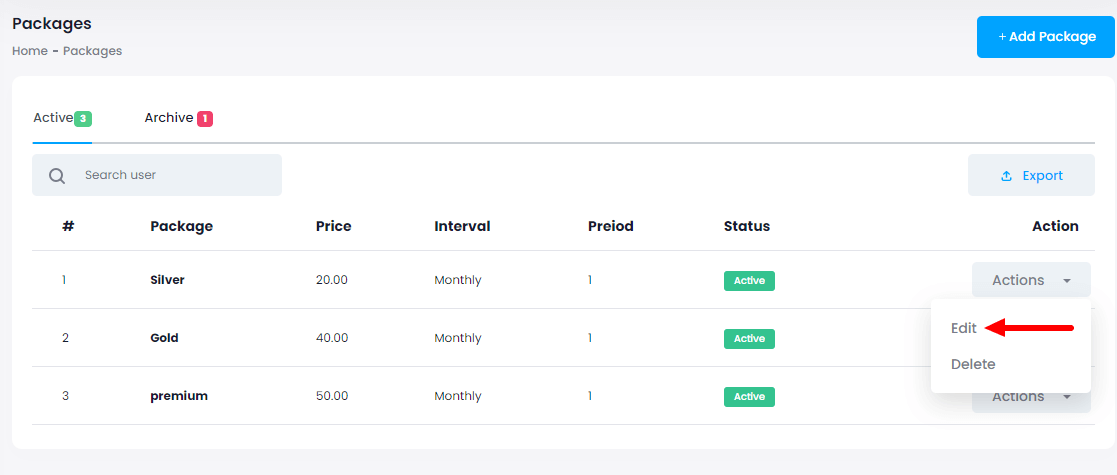 Packages
Home - Packages
+ Add Package
Active 3
Archive 1
Search user
Export
# Package Price Interval Preiod Status Action
1 Silver 20.00 Monthly 1 Active Actions
Edit
2 Gold 40.00 Monthly 1 Active
Delete
3 premium 50.00 Monthly 1 Active Actions